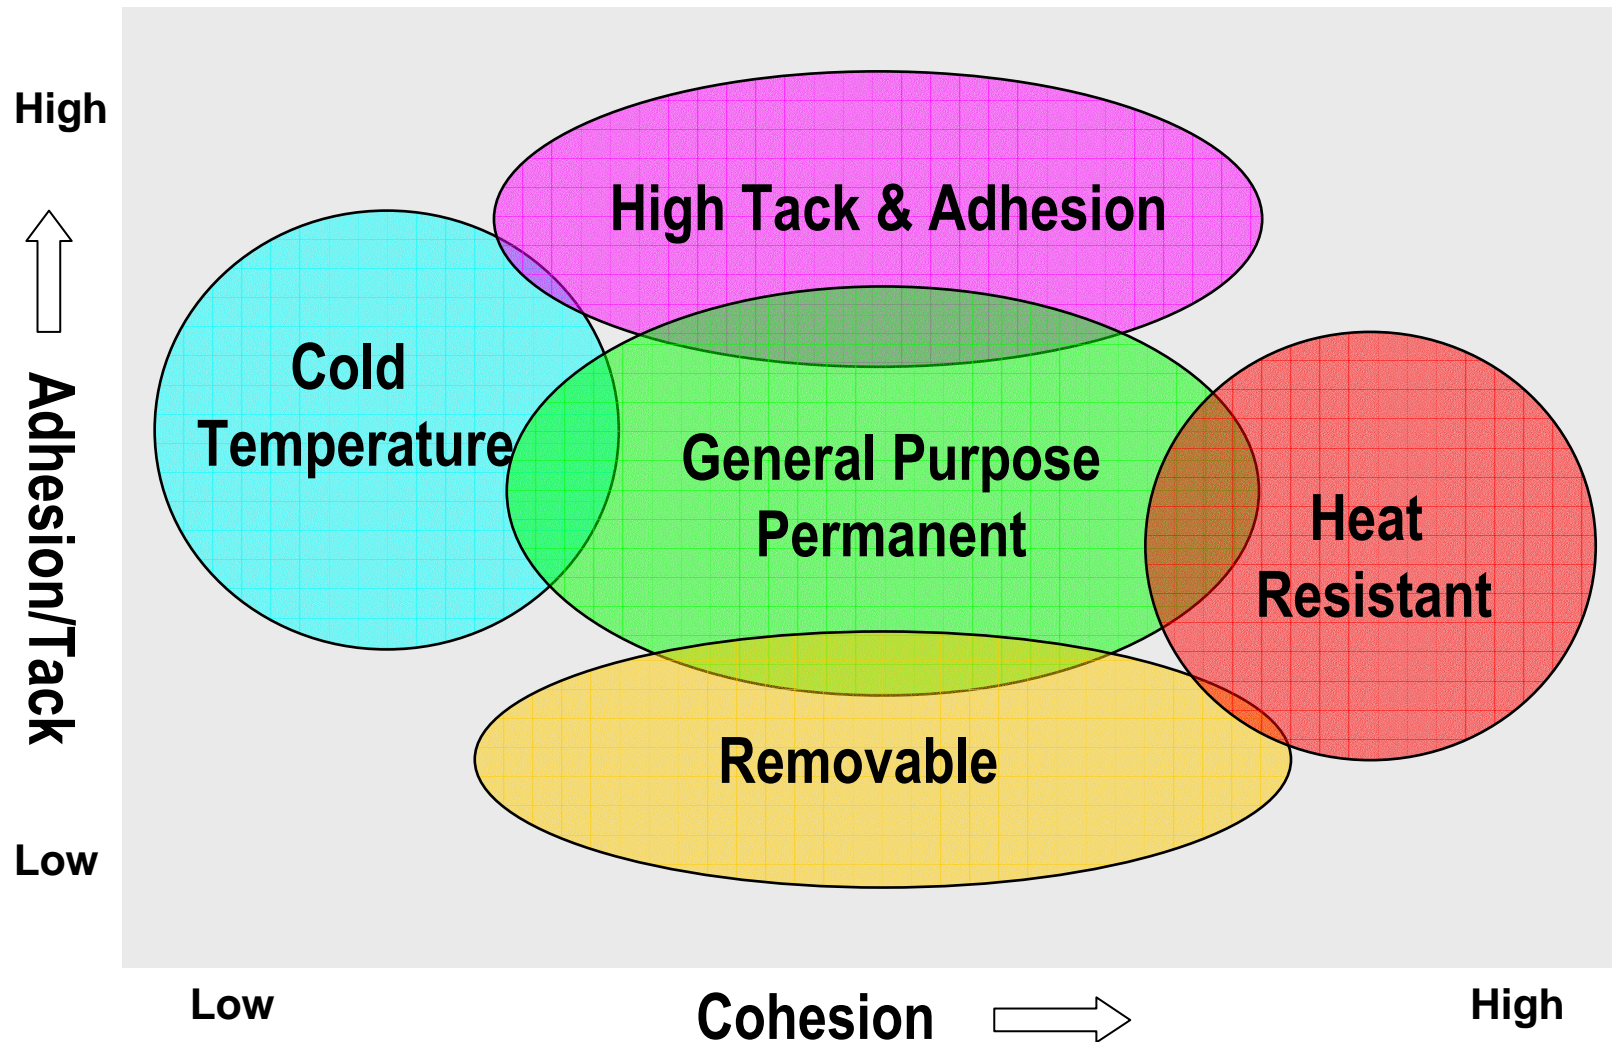 High
High Tack & Adhesion
Cold
Temperature
Adhesion/Tack
General Purpose
Permanent
Heat
Resistant
Removable
Low
Low
Cohesion
High